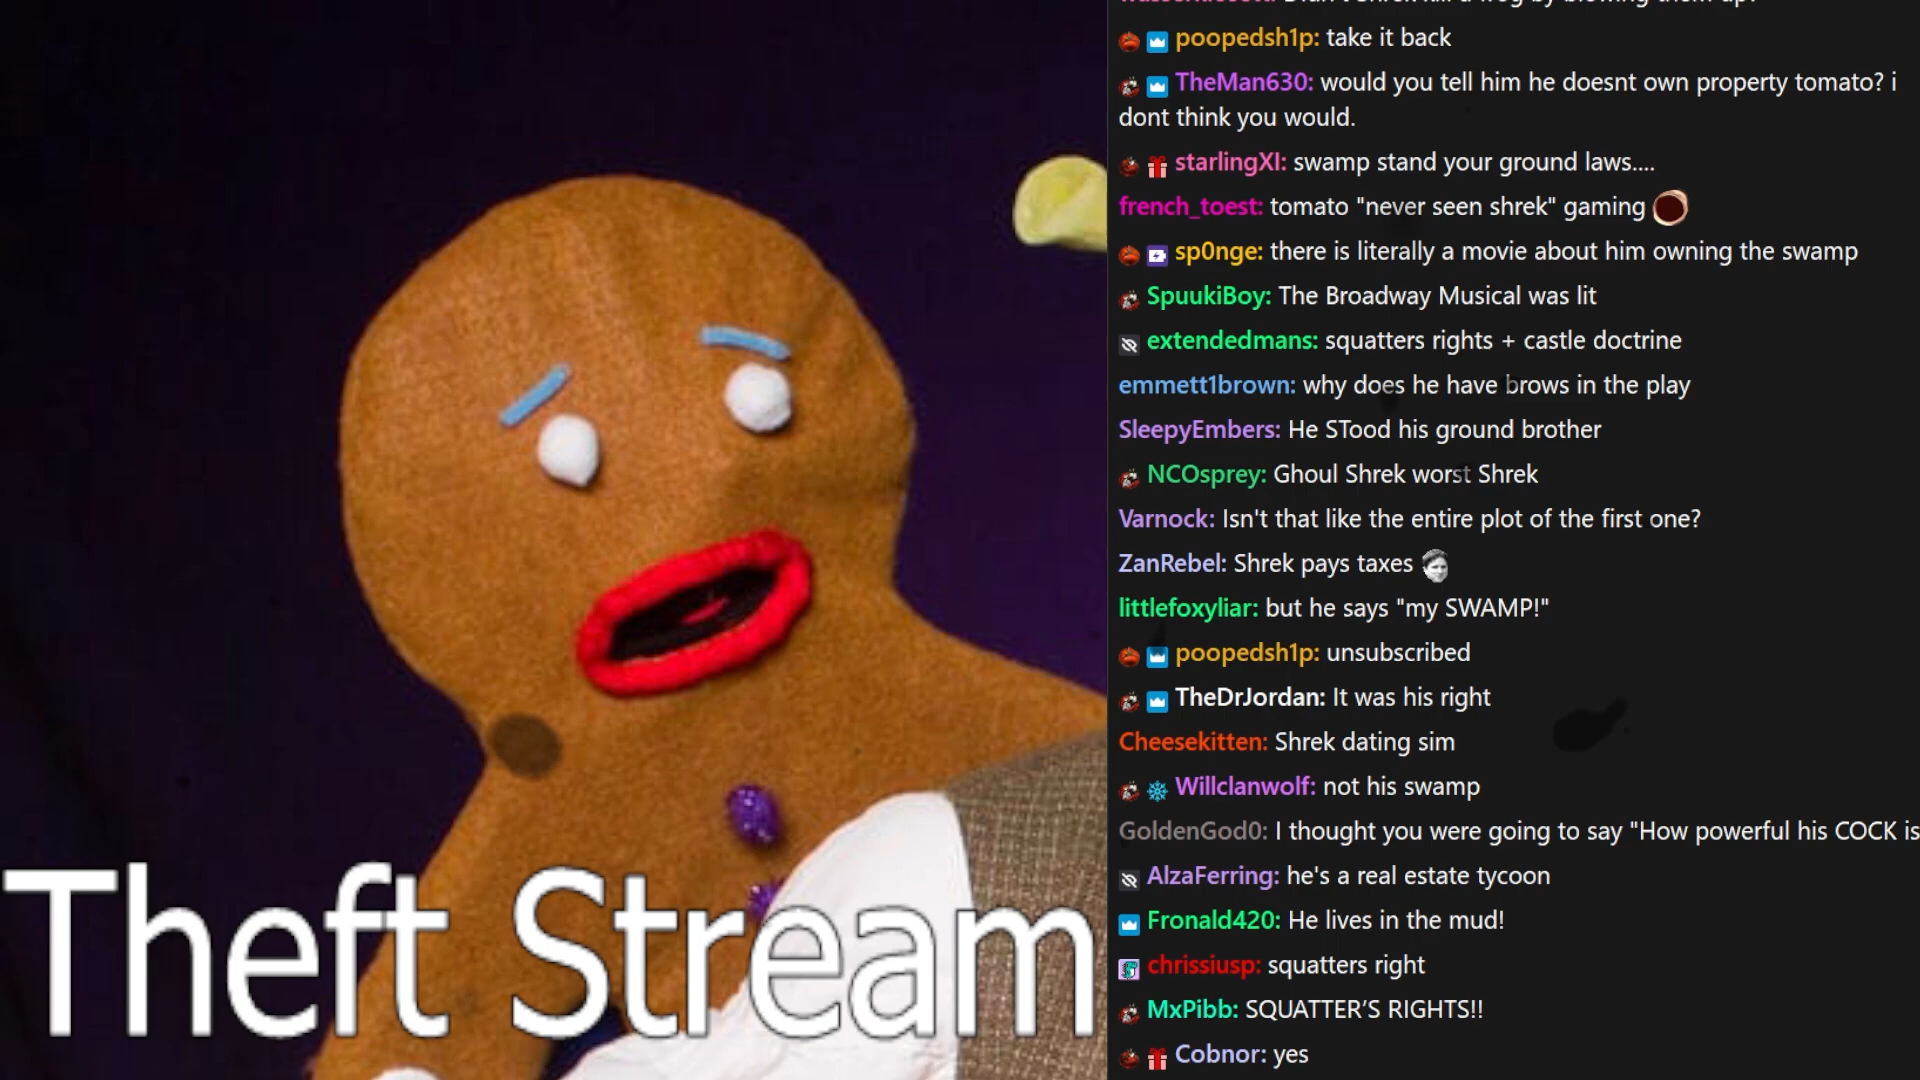 poopedsh1p: take it back
TheMan630: would you tell him he doesnt own property tomato? i
dont think you would.
starlingXI: swamp stand your ground laws....
french_toest: tomato "never seen shrek" gaming
sp0nge: there is literally a movie about him owning the swamp
SpuukiBoy: The Broadway Musical was lit
extendedmans: squatters rights + castle doctrine
emmett1brown: why does he have brows in the play
SleepyEmbers: He STood his ground brother
NCOsprey: Ghoul Shrek worst Shrek
Varnock: Isn't that like the entire plot of the first one?
ZanRebel: Shrek pays taxes
littlefoxyliar: but he says "my SWAMP!"
poopedsh1p: unsubscribed
TheDrJordan: It was his right
Cheesekitten: Shrek dating sim
Willclanwolf: not his swamp
GoldenGod0: I thought you were going to say "How powerful his COCK is
AlzaFerring: he's a real estate tycoon
Fronald420: He lives in the mud!
chrissiusp: squatters right
MxPibb: SQUATTER’S RIGHTS!!
Cobnor: yes
Theft Stream